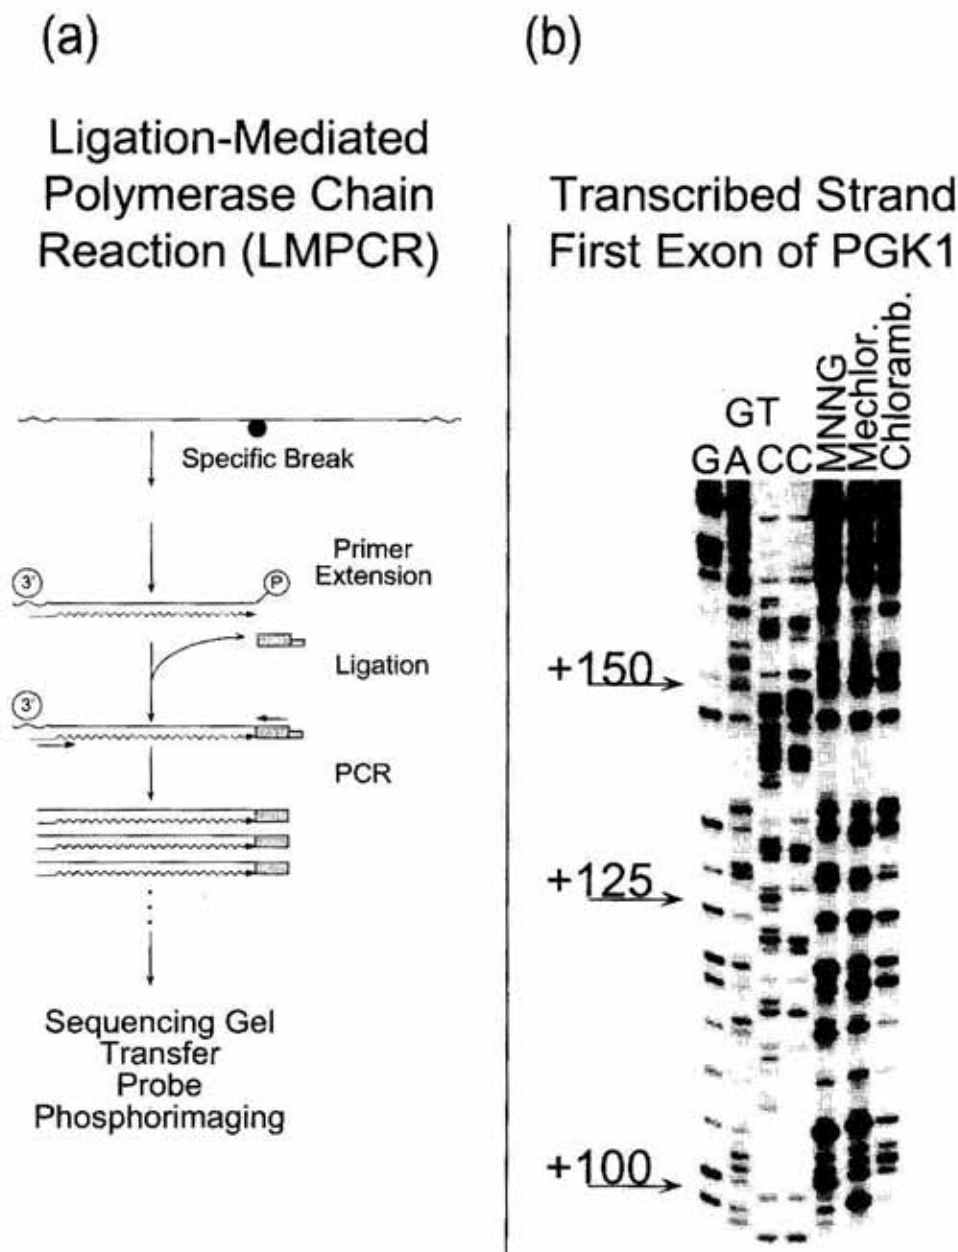 (a)
Ligation-Mediated
Polymerase Chain
Reaction (LMPCR)
Specific Break
3'
P
Primer
Extension
Ligation
3'
PCR
Sequencing Gel
Transfer
Probe
Phosphorimaging
(b)
Transcribed Strand
First Exon of PGK1
GT
G A C C MNNG Mechlor. Chloramb.
+150
+125
+100